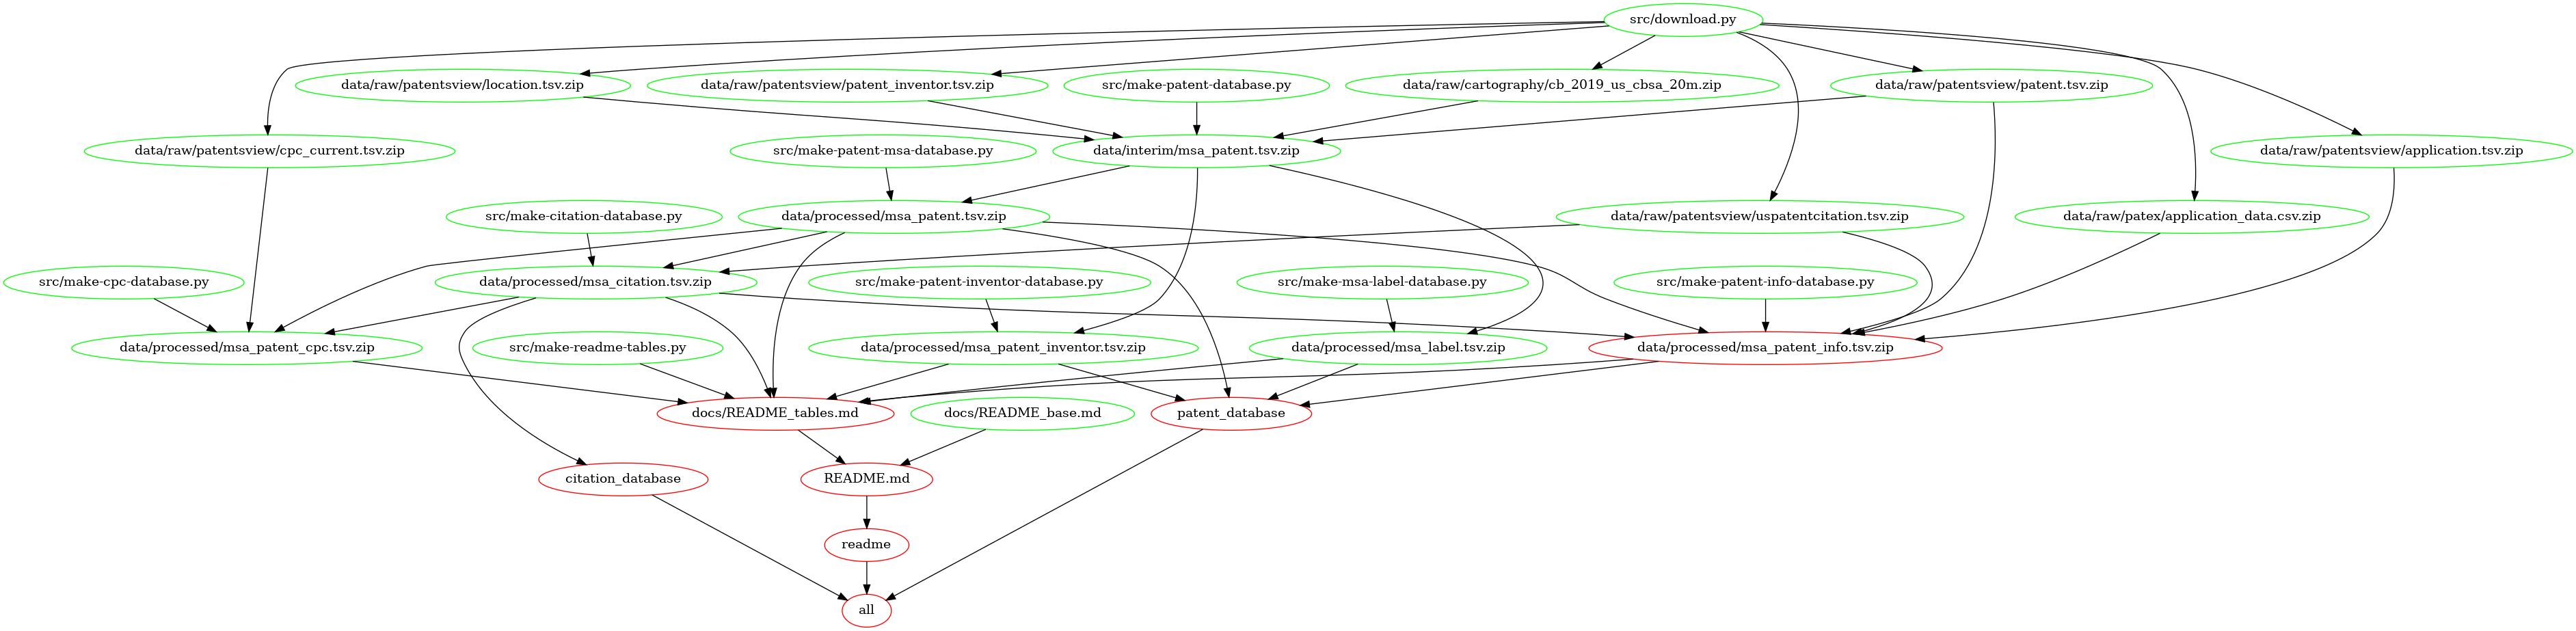 src/download.py
data/raw/patentsview/location.tsv.zip
data/raw/patentsview/patent_inventor.tsv.zip
src/make-patent-database.py
data/raw/cartography/cb_2019_us_cbsa_20m.zip
data/raw/patentsview/patent.tsv.zip
data/raw/patentsview/cpc_current.tsv.zip
src/make-patent-msa-database.py
data/interim/msa_patent.tsv.zip
data/raw/patentsview/application.tsv.zip
src/make-citation-database.py
data/processed/msa_patent.tsv.zip
data/raw/patentsview/uspatentcitation.tsv.zip
data/raw/patex/application_data.csv.zip
src/make-cpc-database.py
data/processed/msa_citation.tsv.zip
src/make-patent-inventor-database.py
src/make-msa-label-database.py
src/make-patent-info-database.py
data/processed/msa_patent_cpc.tsv.zip
src/make-readme-tables.py
data/processed/msa_patent_inventor.tsv.zip
data/processed/msa_label.tsv.zip
data/processed/msa_patent_info.tsv.zip
docs/README_tables.md
docs/README_base.md
patent_database
citation_database
README.md
readme
all